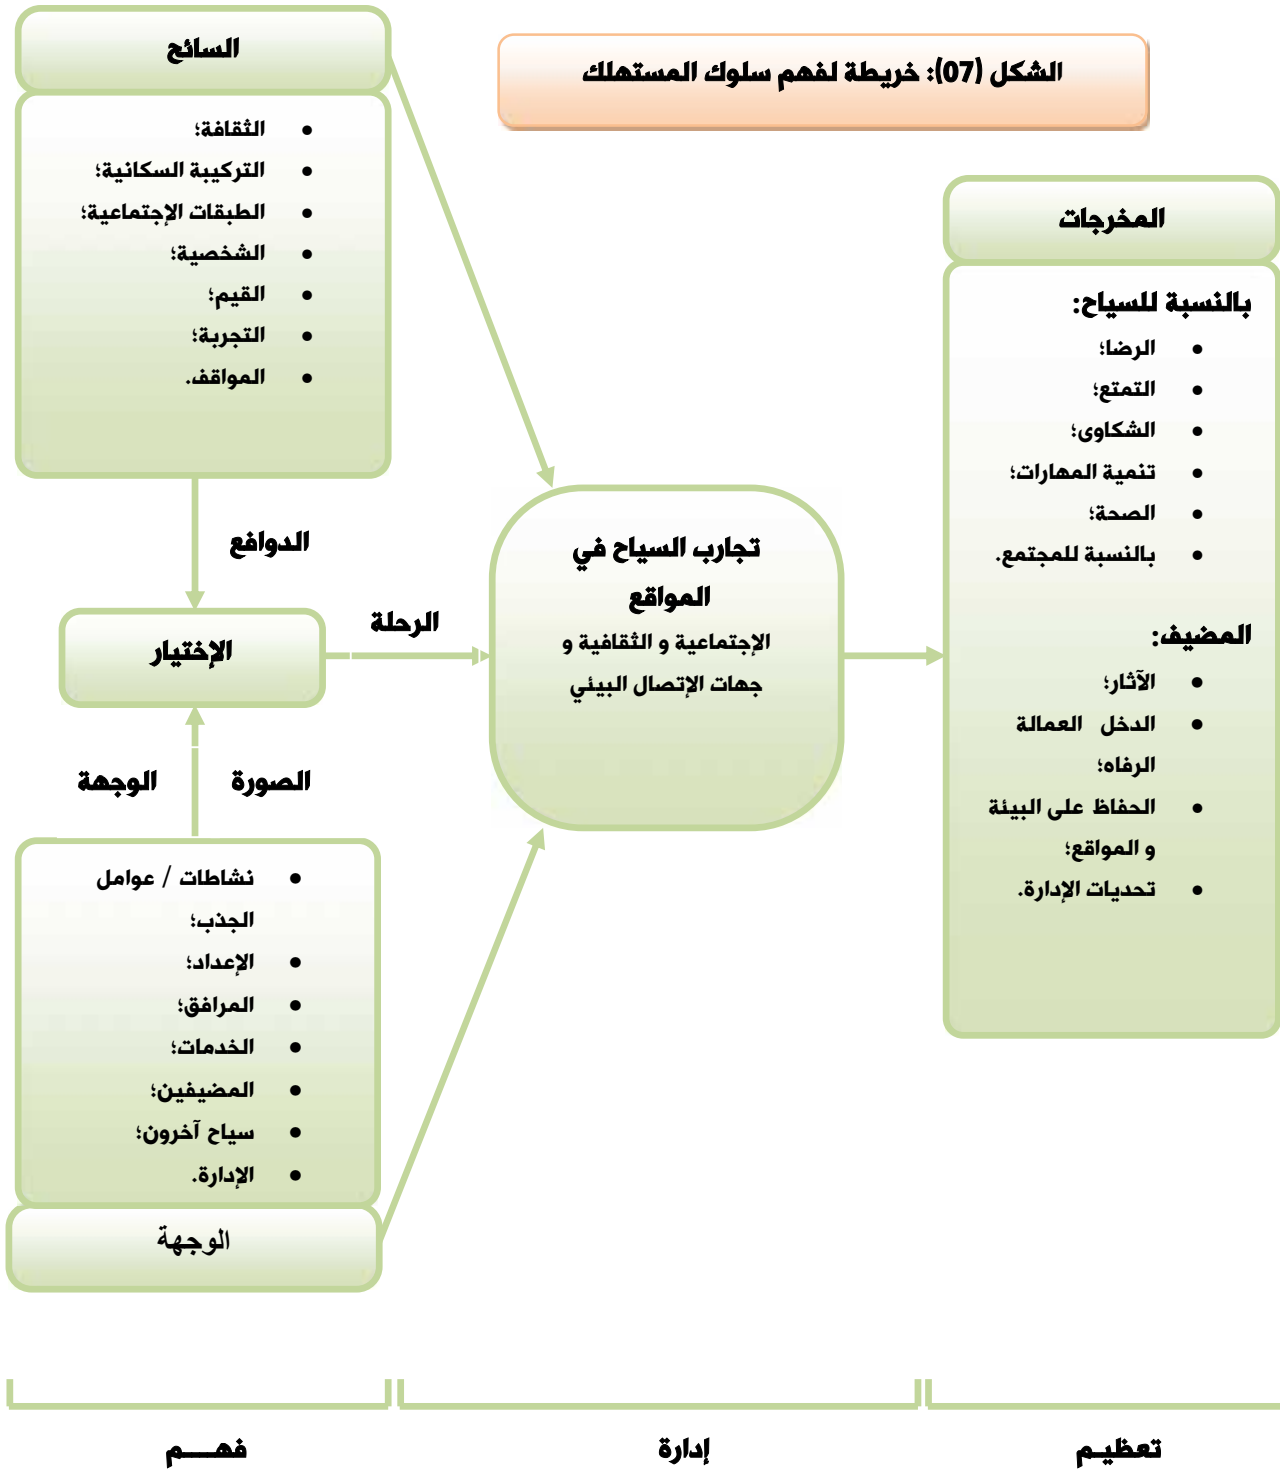 الشكل (07): خريطة لفهم سلوك المستهلك
السائح
• الثقافة؛
• التركيبة السكانية؛
• الطبقات الإجتماعية؛
• الشخصية؛
• القيم؛
• التجربة؛
• المواقف.
الدوافع
الإختيار
الرحلة
الصورة
الوجهة
• نشاطات / عوامل
الجذب؛
• الإعداد؛
• المرافق؛
• الخدمات؛
• المضيفين؛
• سياح آخرون؛
• الإدارة.
الوجهة
تجارب السياح في
المواقع
الإجتماعية و الثقافية و
جهات الإتصال البيئي
المخرجات
بالنسبة للسياح:
• الرضا؛
• التمتع؛
• الشكاوى؛
• تنمية المهارات؛
• الصحة؛
• بالنسبة للمجتمع.
المضيف:
• الآثار؛
• الدخل العمالة
الرفاه؛
• الحفاظ على البيئة
و المواقع؛
• تحديات الإدارة.
فهـــم
إدارة
تعظيـم